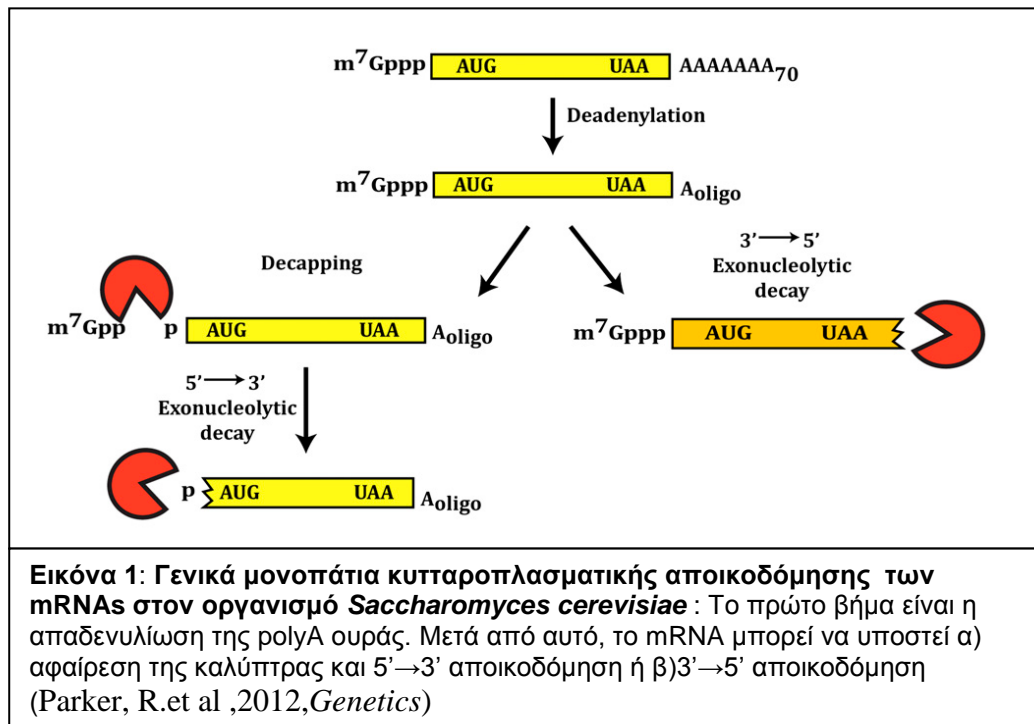 m⁷Gppp AUG UAA AAAAAAA₇₀
Deadenylation
m⁷Gppp AUG UAA Aoligo
Decapping
3’→5’
Exonucleolytic
decay
m⁷Gpp p AUG UAA Aoligo
m⁷Gppp AUG UAA
5’→3’
Exonucleolytic
decay
p AUG UAA Aoligo
Εικόνα 1: Γενικά μονοπάτια κυτταροπλασματικής αποικοδόμησης των
mRNAs στον οργανισμό Saccharomyces cerevisiae : Το πρώτο βήμα είναι η
απαδενυλίωση της polyA ουράς. Μετά από αυτό, το mRNA μπορεί να υποστεί α)
αφαίρεση της καλύπτρας και 5’→3’ αποικοδόμηση ή β)3’→5’ αποικοδόμηση
(Parker, R.et al ,2012,Genetics)